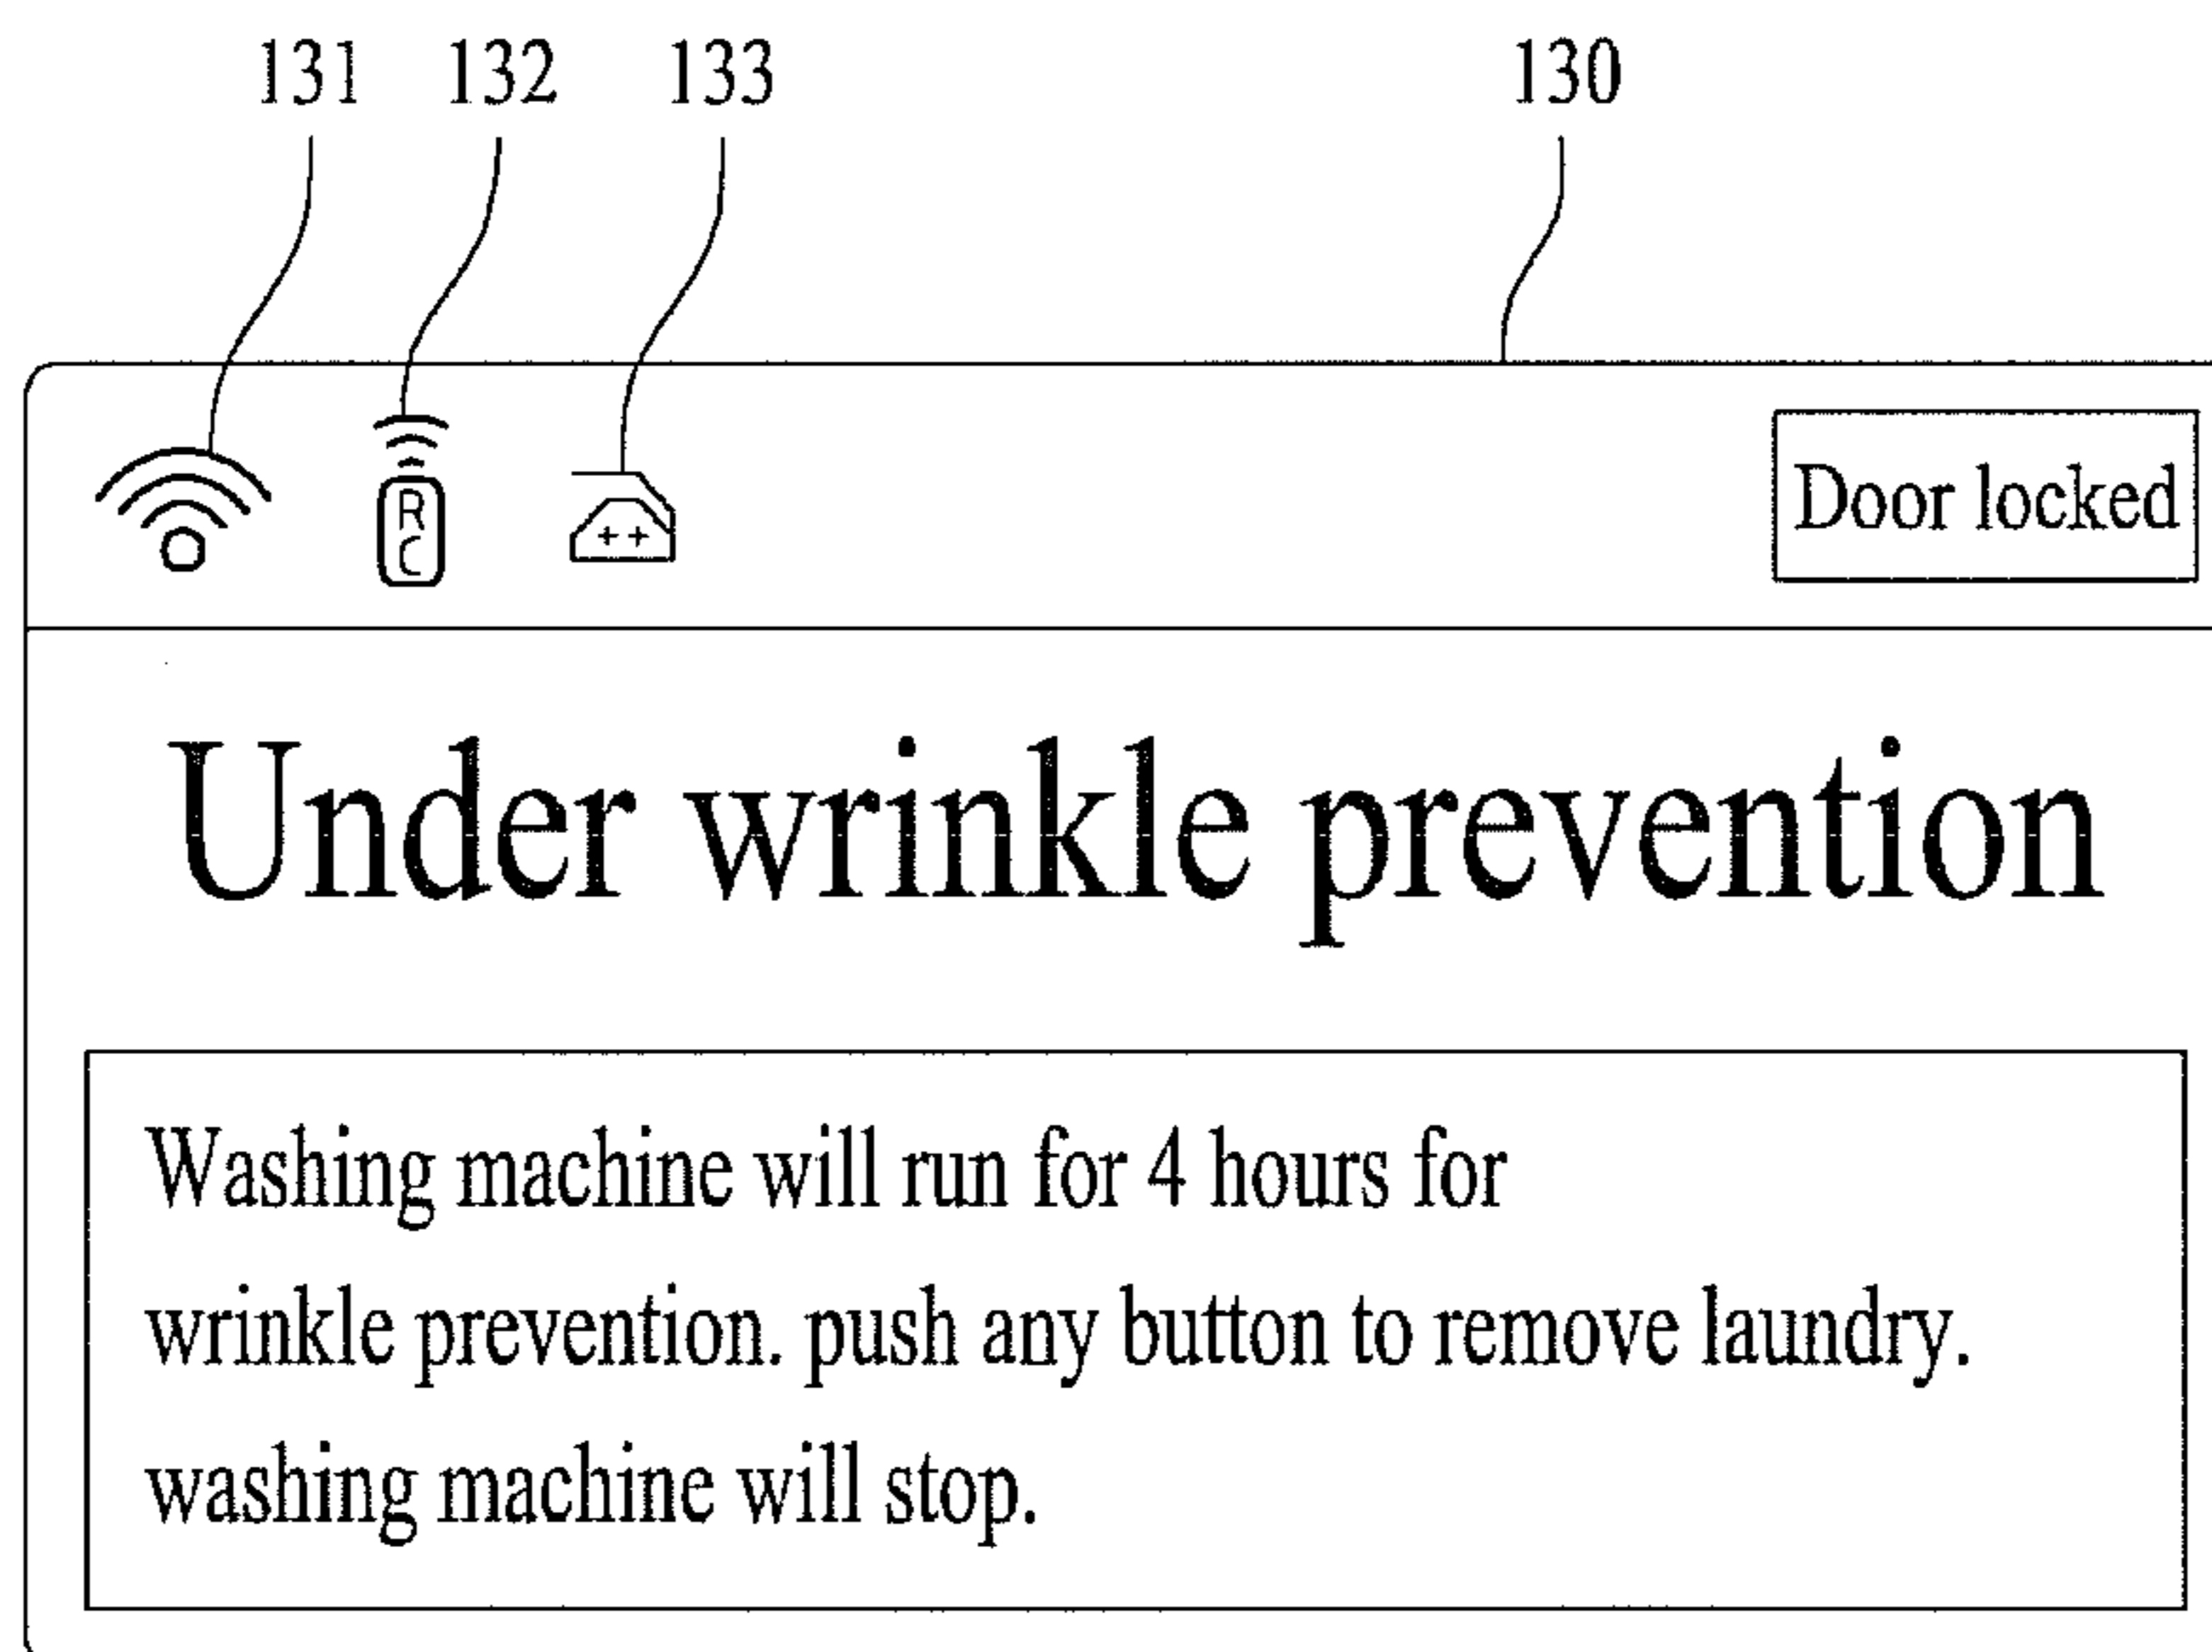 131 132 133 130
R
C
++
Door locked
Under wrinkle prevention
Washing machine will run for 4 hours for
wrinkle prevention. push any button to remove laundry.
washing machine will stop.